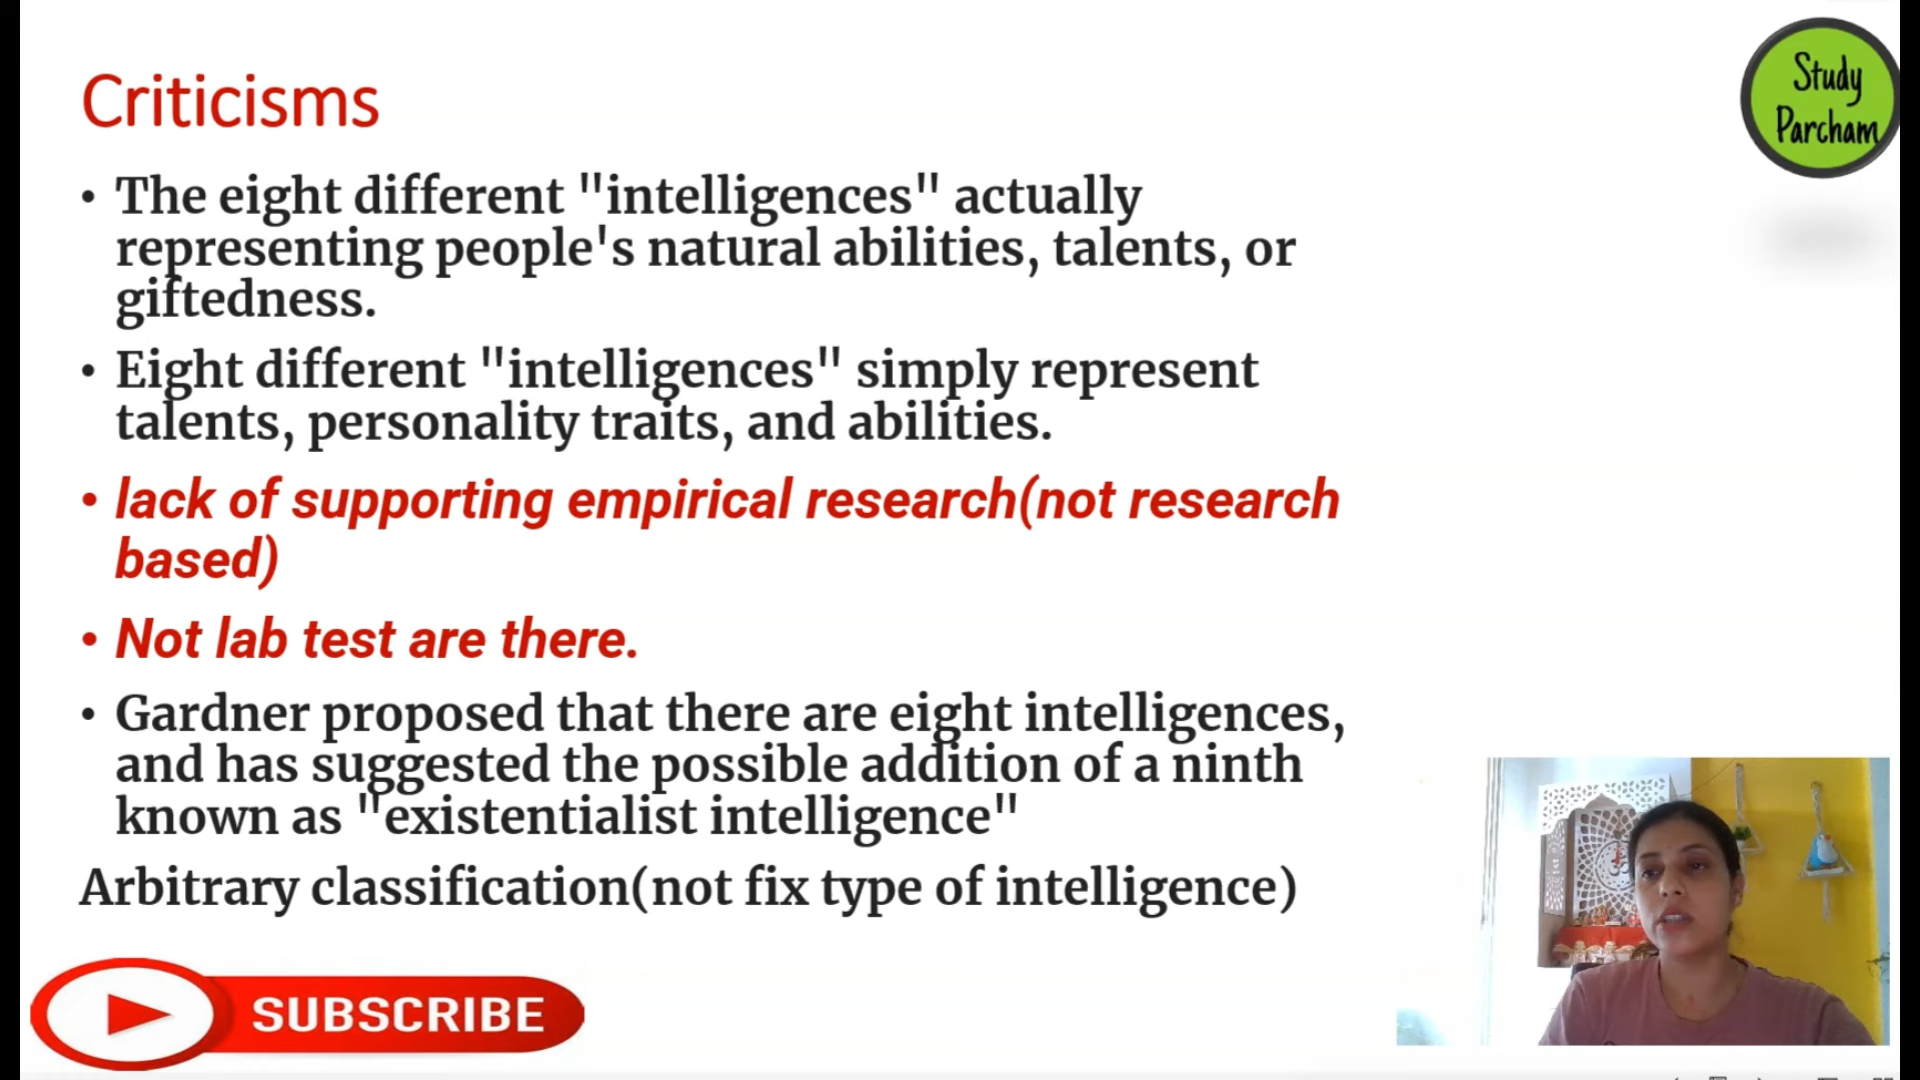 Criticisms
Study
Parcham
• The eight different "intelligences" actually
representing people's natural abilities, talents, or
giftedness.
• Eight different "intelligences" simply represent
talents, personality traits, and abilities.
• lack of supporting empirical research(not research
based)
• Not lab test are there.
• Gardner proposed that there are eight intelligences,
and has suggested the possible addition of a ninth
known as "existentialist intelligence"
Arbitrary classification(not fix type of intelligence)
SUBSCRIBE